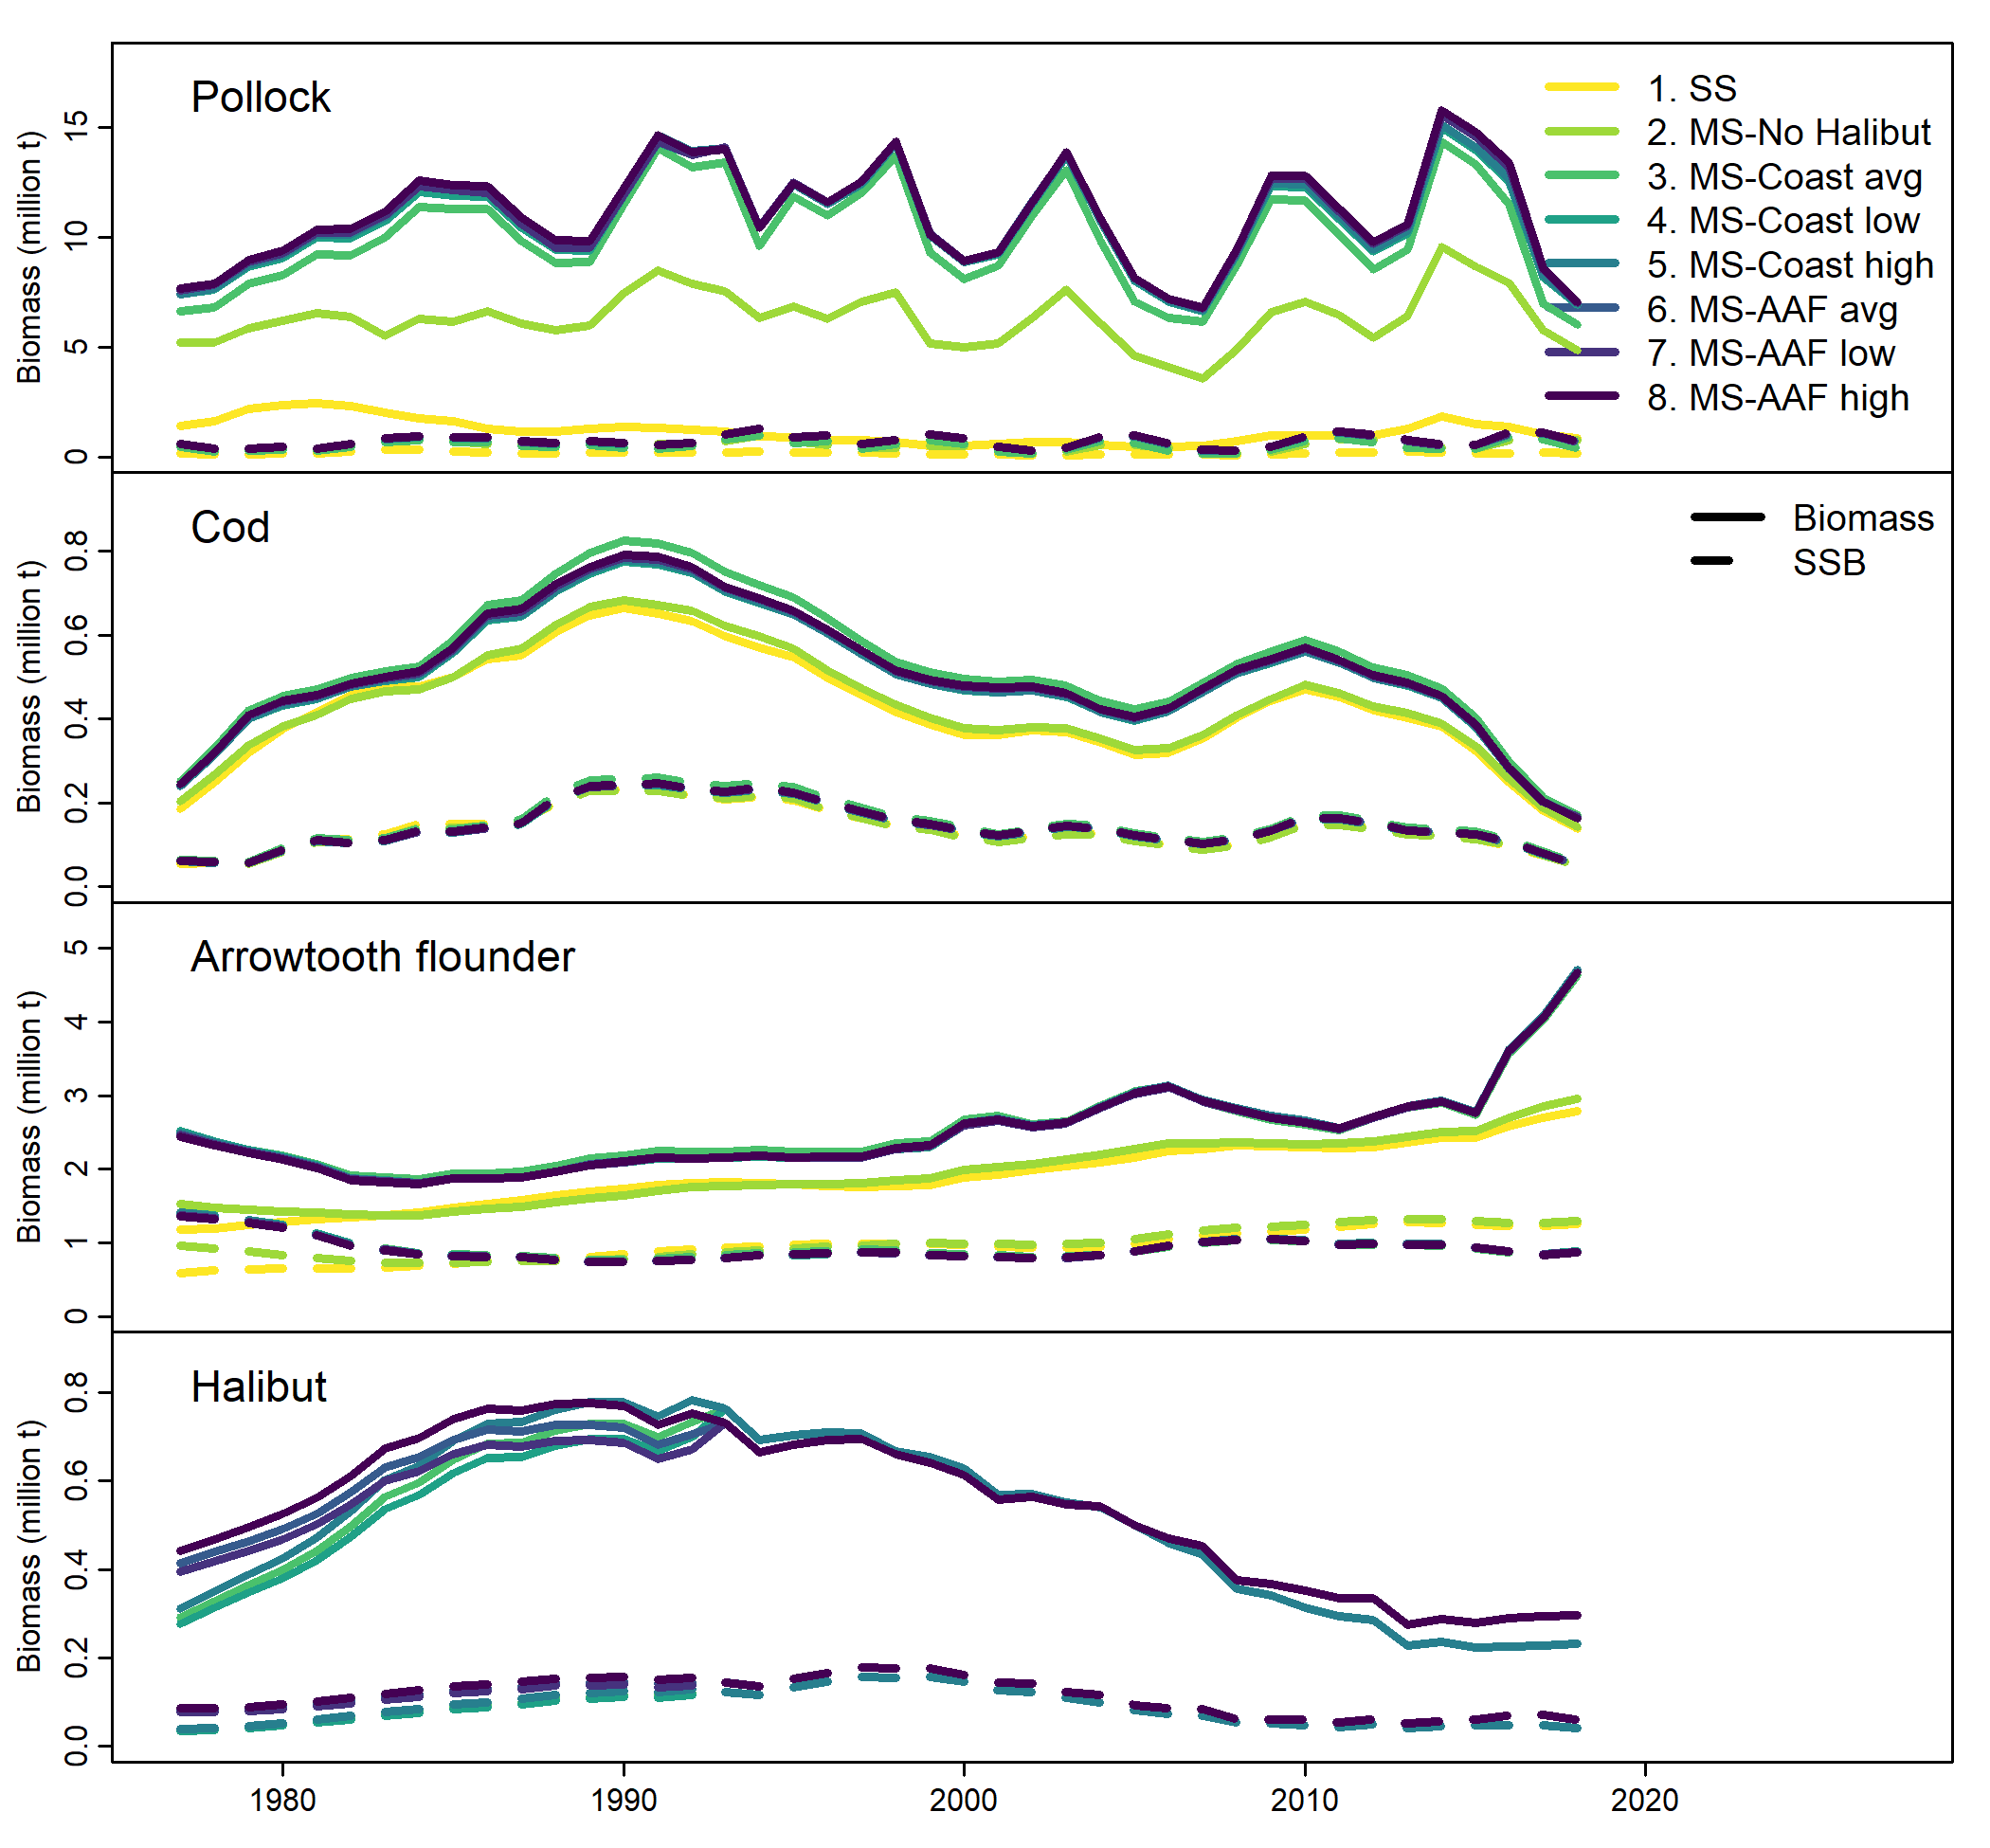 Pollock
Biomass (million t)
15
10
5
0
1. SS
2. MS-No Halibut
3. MS-Coast avg
4. MS-Coast low
5. MS-Coast high
6. MS-AAF avg
7. MS-AAF low
8. MS-AAF high
Cod
Biomass (million t)
0.8
0.6
0.4
0.2
0.0
Biomass
SSB
Arrowtooth flounder
Biomass (million t)
5
4
3
2
1
0
Halibut
Biomass (million t)
0.8
0.6
0.4
0.2
0.0
1980 1990 2000 2010 2020